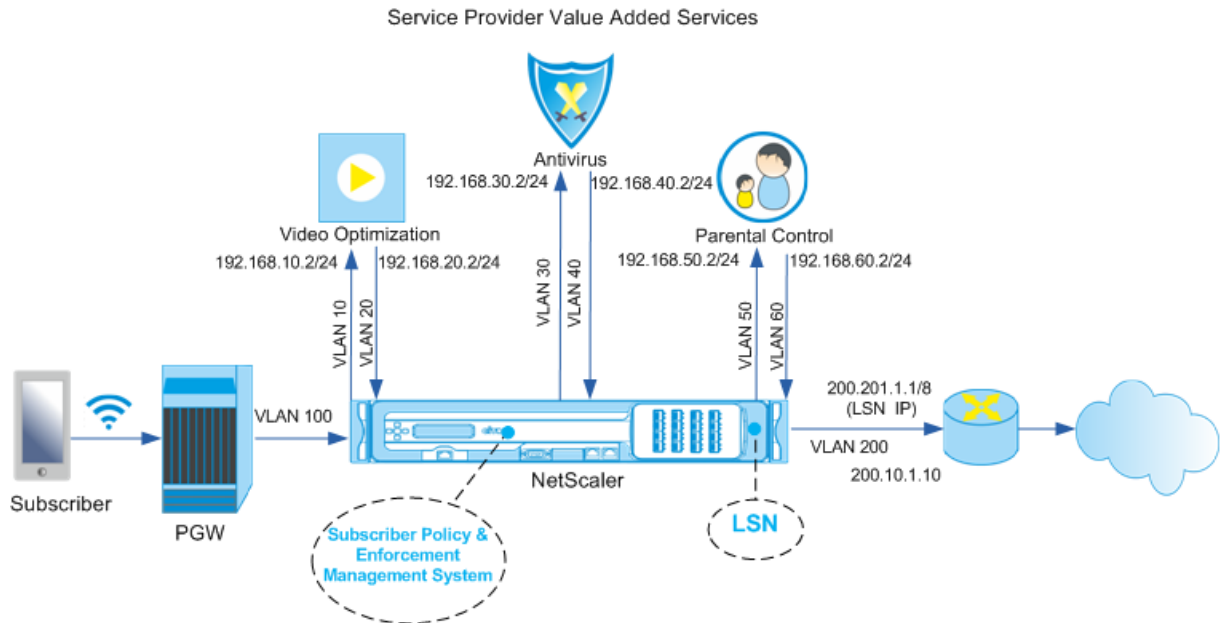 Service Provider Value Added Services
Antivirus
192.168.30.2/24
192.168.40.2/24
Video Optimization
Parental Control
192.168.10.2/24
192.168.20.2/24
192.168.50.2/24
192.168.60.2/24
VLAN 10
VLAN 20
VLAN 30
VLAN 40
VLAN 50
VLAN 60
VLAN 100
200.201.1.1/8
(LSN IP)
VLAN 200
200.10.1.10
Subscriber
PGW
NetScaler
Subscriber Policy &
Enforcement
Management System
LSN